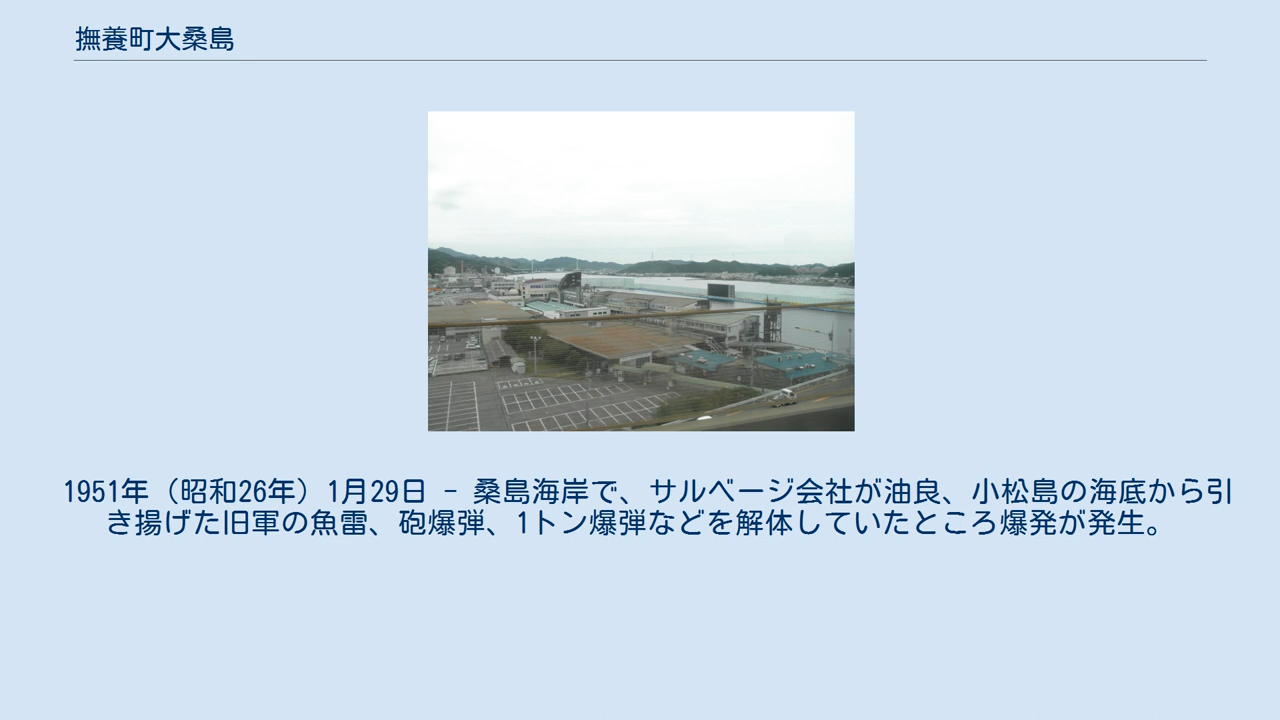 撫養町大桑島
1951年（昭和26年）1月29日 - 桑島海岸で、サルベージ会社が油良、小松島の海底から引
き揚げた旧軍の魚雷、砲爆弾、1トン爆弾などを解体していたところ爆発が発生。